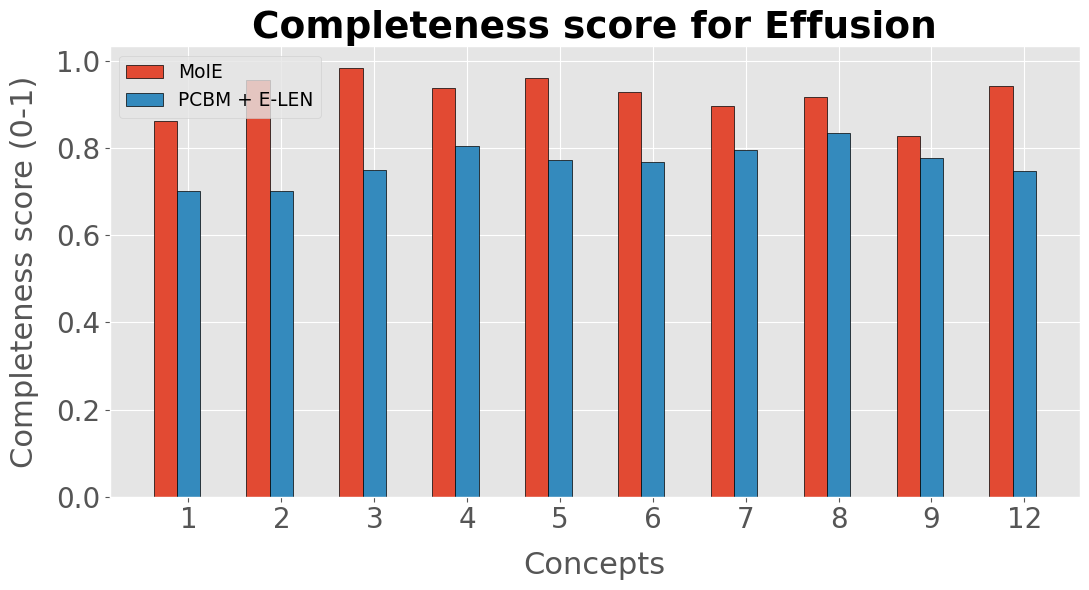 Completeness score for Effusion
Completeness score (0-1)
1.0
0.8
0.6
0.4
0.2
0.0
MoIE
PCBM + E-LEN
1 2 3 4 5 6 7 8 9 12
Concepts